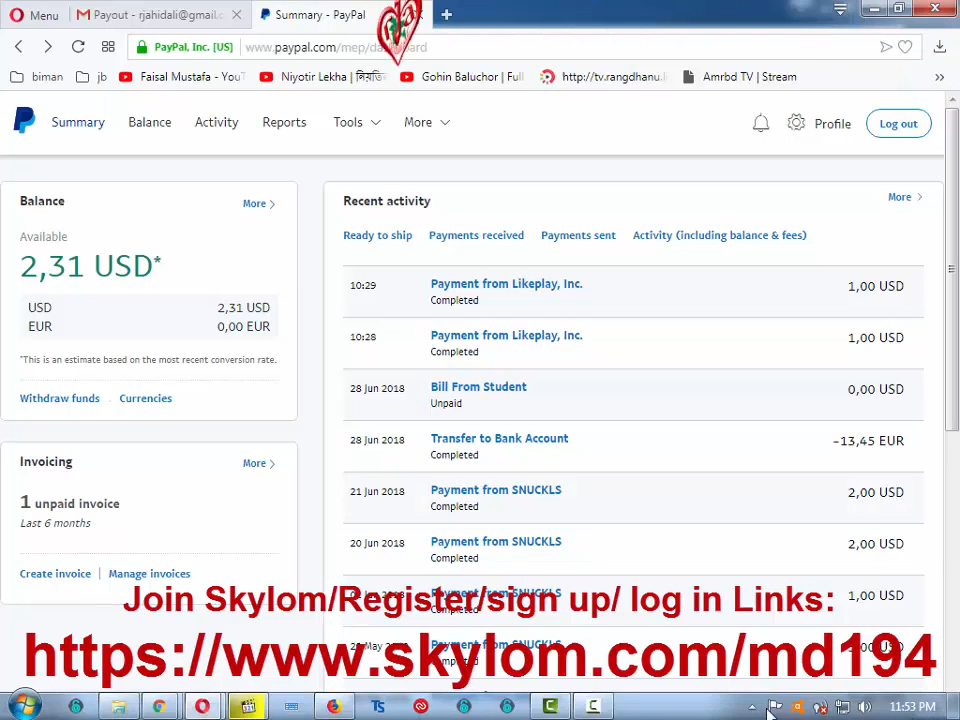 Menu
Payout - rjahidali@gmail.c
Summary - PayPal
PayPal, Inc. [US]
biman
jb
Faisal Mustafa - YouT
Niyotir Lekha |
Gohin Baluchor | Full
http://tv.rangdhanu.
Amrbd TV | Stream
Summary
Balance
Activity
Reports
Tools
More
Profile
Log out
Balance
More
Available
2,31 USD*
USD 2,31 USD
EUR 0,00 EUR
*This is an estimate based on the most recent conversion rate.
Withdraw funds
Currencies
Invoicing
More
1 unpaid invoice
Last 6 months
Create invoice | Manage invoices
Recent activity
More
Ready to ship
Payments received
Payments sent
Activity (including balance & fees)
10:29 Payment from Likeplay, Inc. 1,00 USD
Completed
10:28 Payment from Likeplay, Inc. 1,00 USD
Completed
28 Jun 2018 Bill From Student 0,00 USD
Unpaid
28 Jun 2018 Transfer to Bank Account −13,45 EUR
Completed
21 Jun 2018 Payment from SNUCKLS 2,00 USD
Completed
20 Jun 2018 Payment from SNUCKLS 2,00 USD
Completed
Payment from SNUCKLS 1,00 USD
Join Skylom/Register/sign up/ log in Links:
https://www.skylom.com/md194
11:53 PM